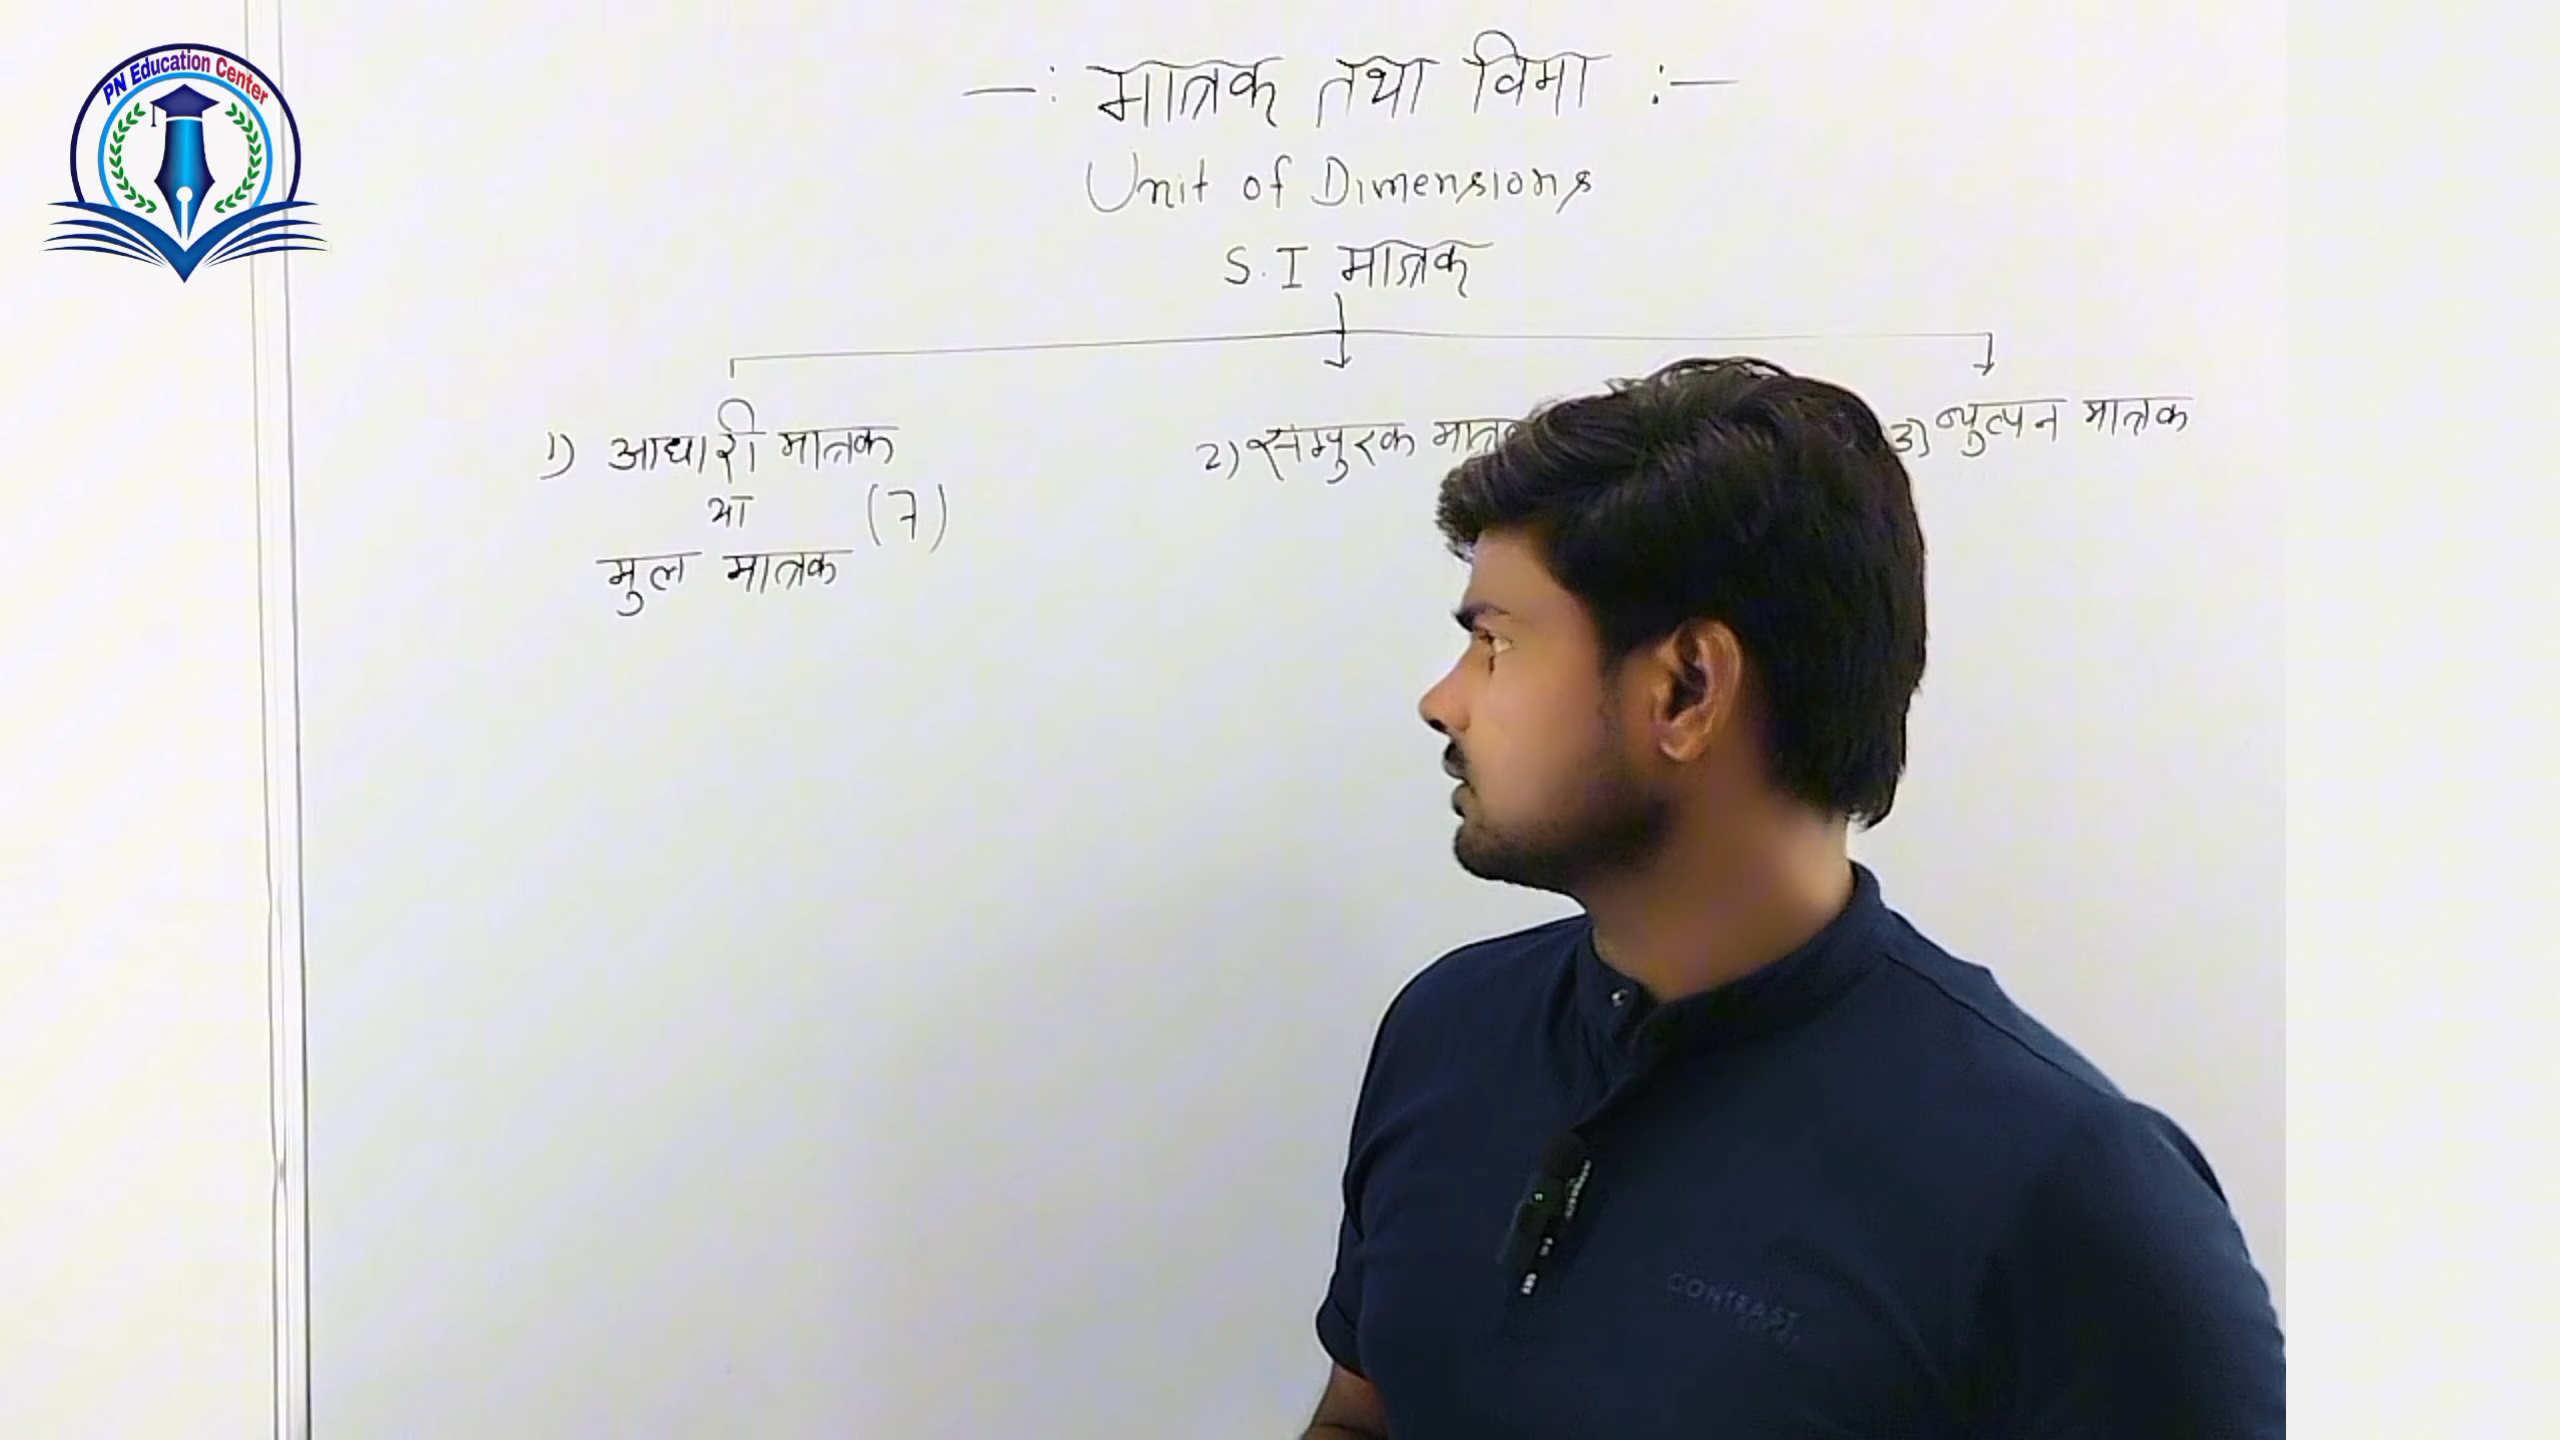 PN Education Center
—: मात्रक तथा विमा :—
Unit of Dimensions
S.I मात्रक
1) आधारी मात्रक
या (7)
मुल मात्रक
2) सम्पुरक
3) व्युत्पन मात्रक
CONTRAST